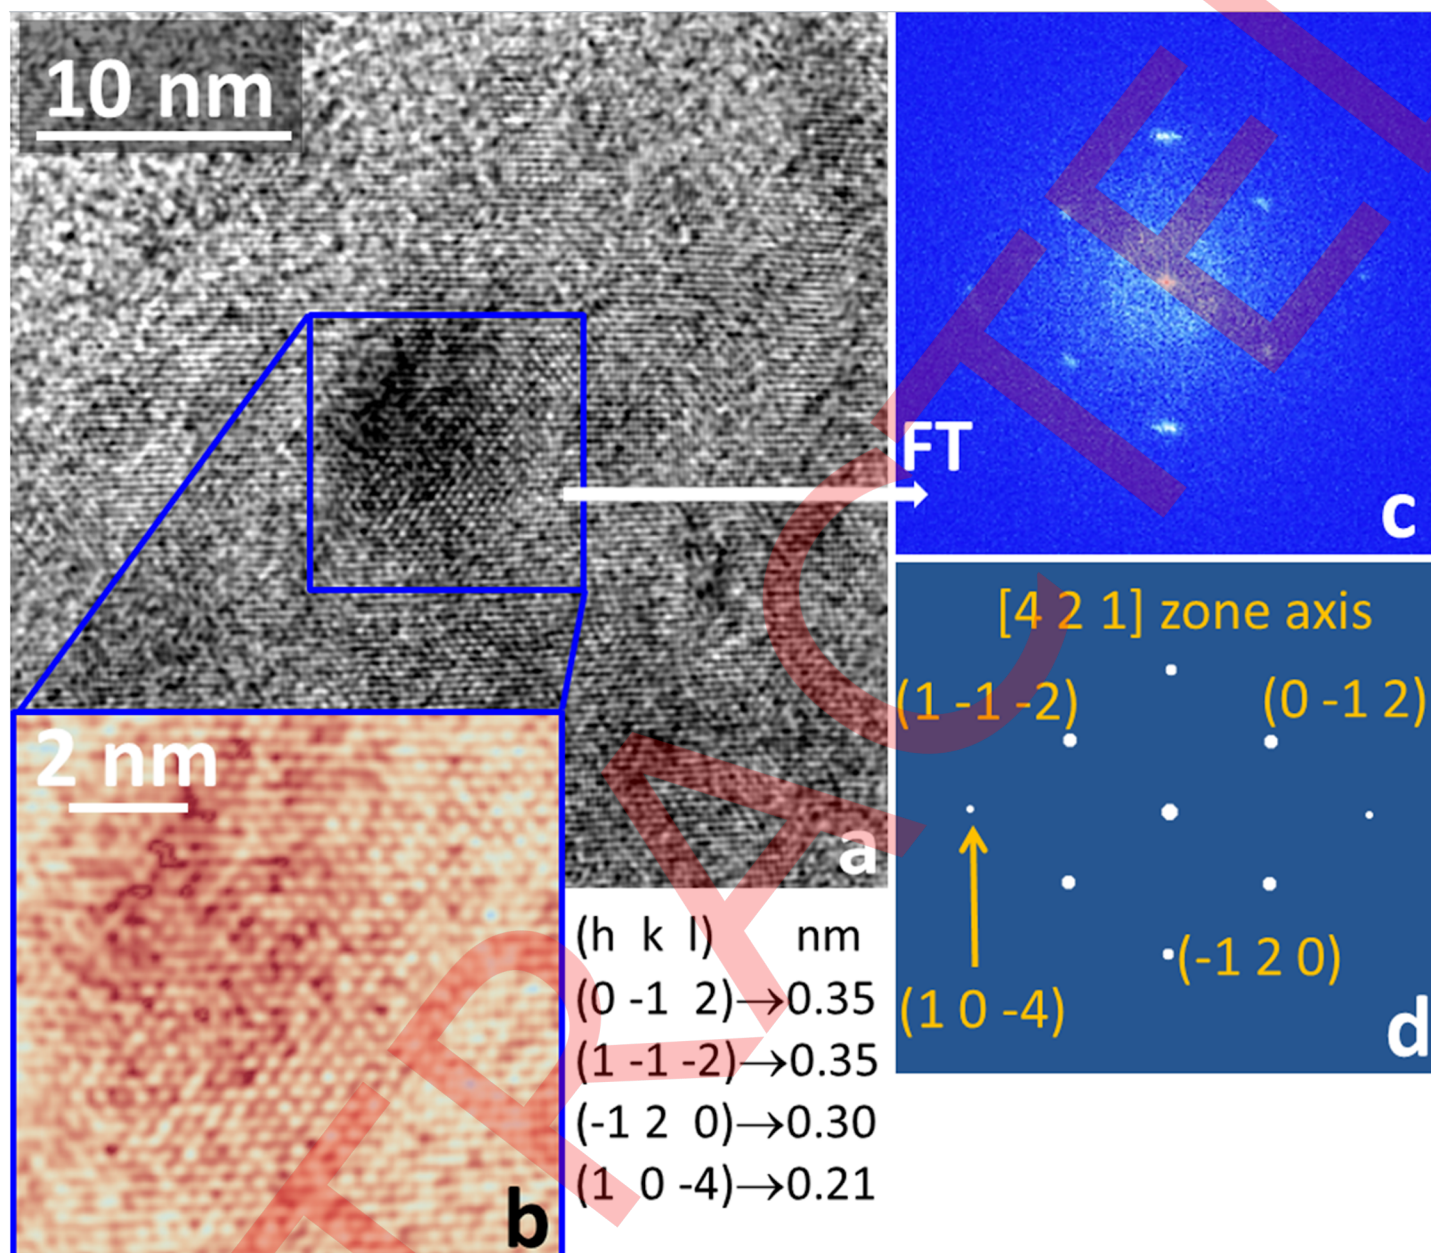 10 nm
FT
c
a
2 nm
b
[4 2 1] zone axis
(1 -1 -2)
(0 -1 2)
(1 0 -4)
(-1 2 0)
d
(h k l) nm
(0 -1 2)→0.35
(1 -1 -2)→0.35
(-1 2 0)→0.30
(1 0 -4)→0.21